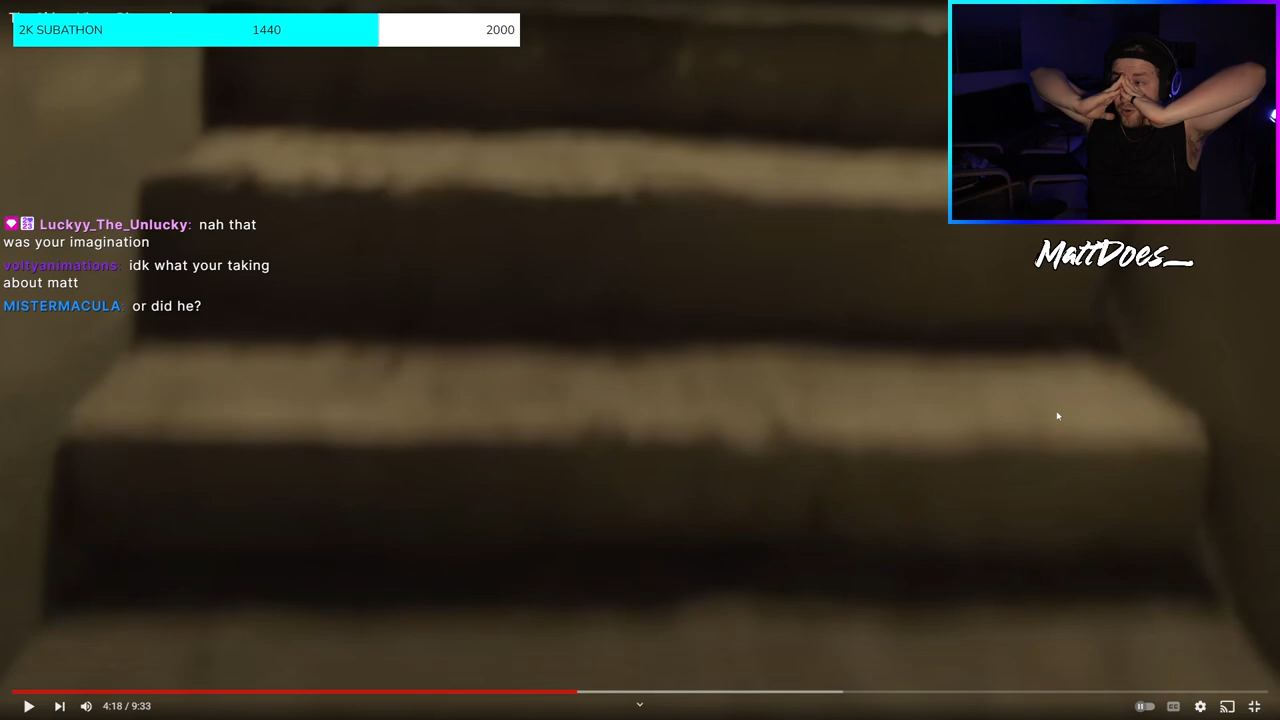 2K SUBATHON 1440 2000
Luckyy_The_Unlucky: nah that
was your imagination
voltyanimations: idk what your taking
about matt
MISTERMACULA: or did he?
MattDoes_
4:18 / 9:33
CC